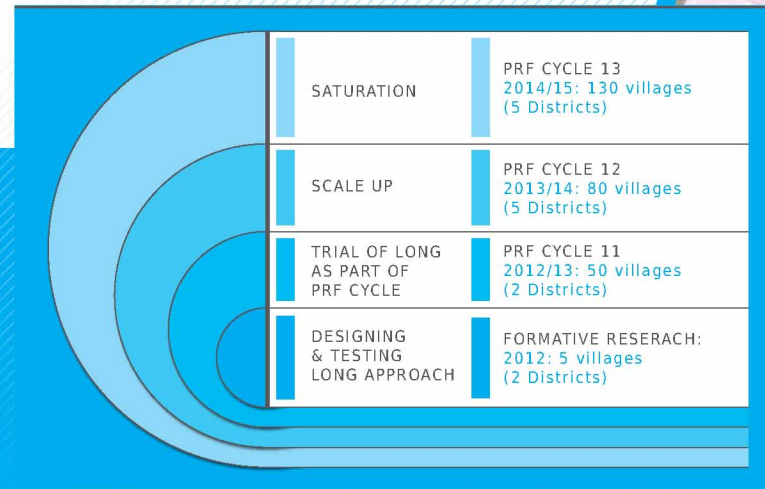 SATURATION
PRF CYCLE 13
2014/15: 130 villages
(5 Districts)
SCALE UP
PRF CYCLE 12
2013/14: 80 villages
(5 Districts)
TRIAL OF LONG
AS PART OF
PRF CYCLE
PRF CYCLE 11
2012/13: 50 villages
(2 Districts)
DESIGNING
& TESTING
LONG APPROACH
FORMATIVE RESERACH:
2012: 5 villages
(2 Districts)